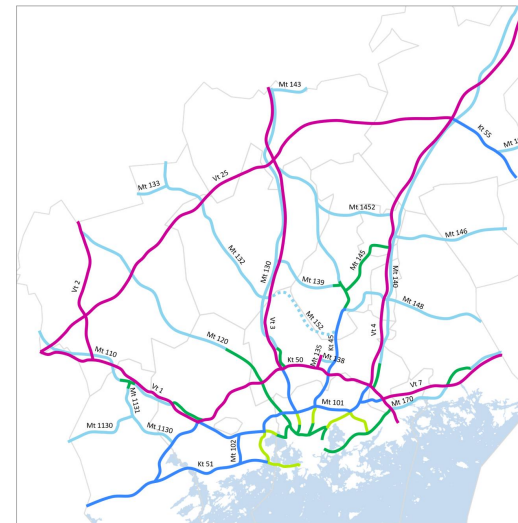 Mt 143
Kt 55
Mt 133
Vt 25
Mt 1452
Mt 146
Mt 145
Mt 132
Mt 130
Mt 139
Mt 140
Vt 2
Mt 148
Mt 152
Mt 120
Vt 3
Kt 45
Vt 4
Mt 110
Kt 50
Mt 135
Vt 1
Vt 7
Mt 1131
Mt 101
Mt 170
Mt 1130
Mt 1130
Mt 102
Kt 51